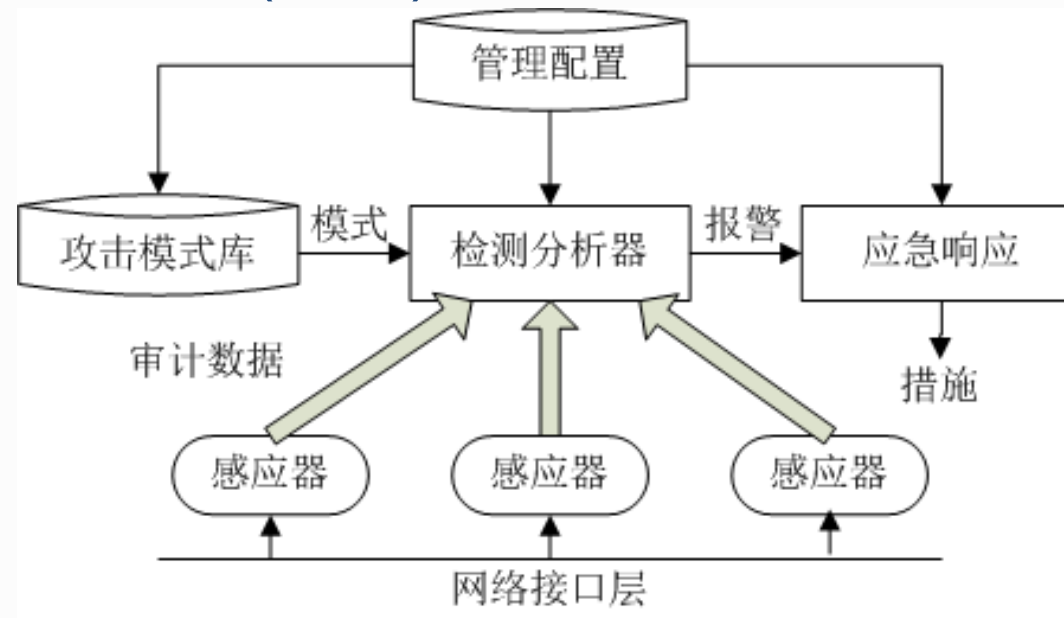 管理配置
攻击模式库
模式
检测分析器
报警
应急响应
审计数据
措施
感应器
感应器
感应器
网络接口层